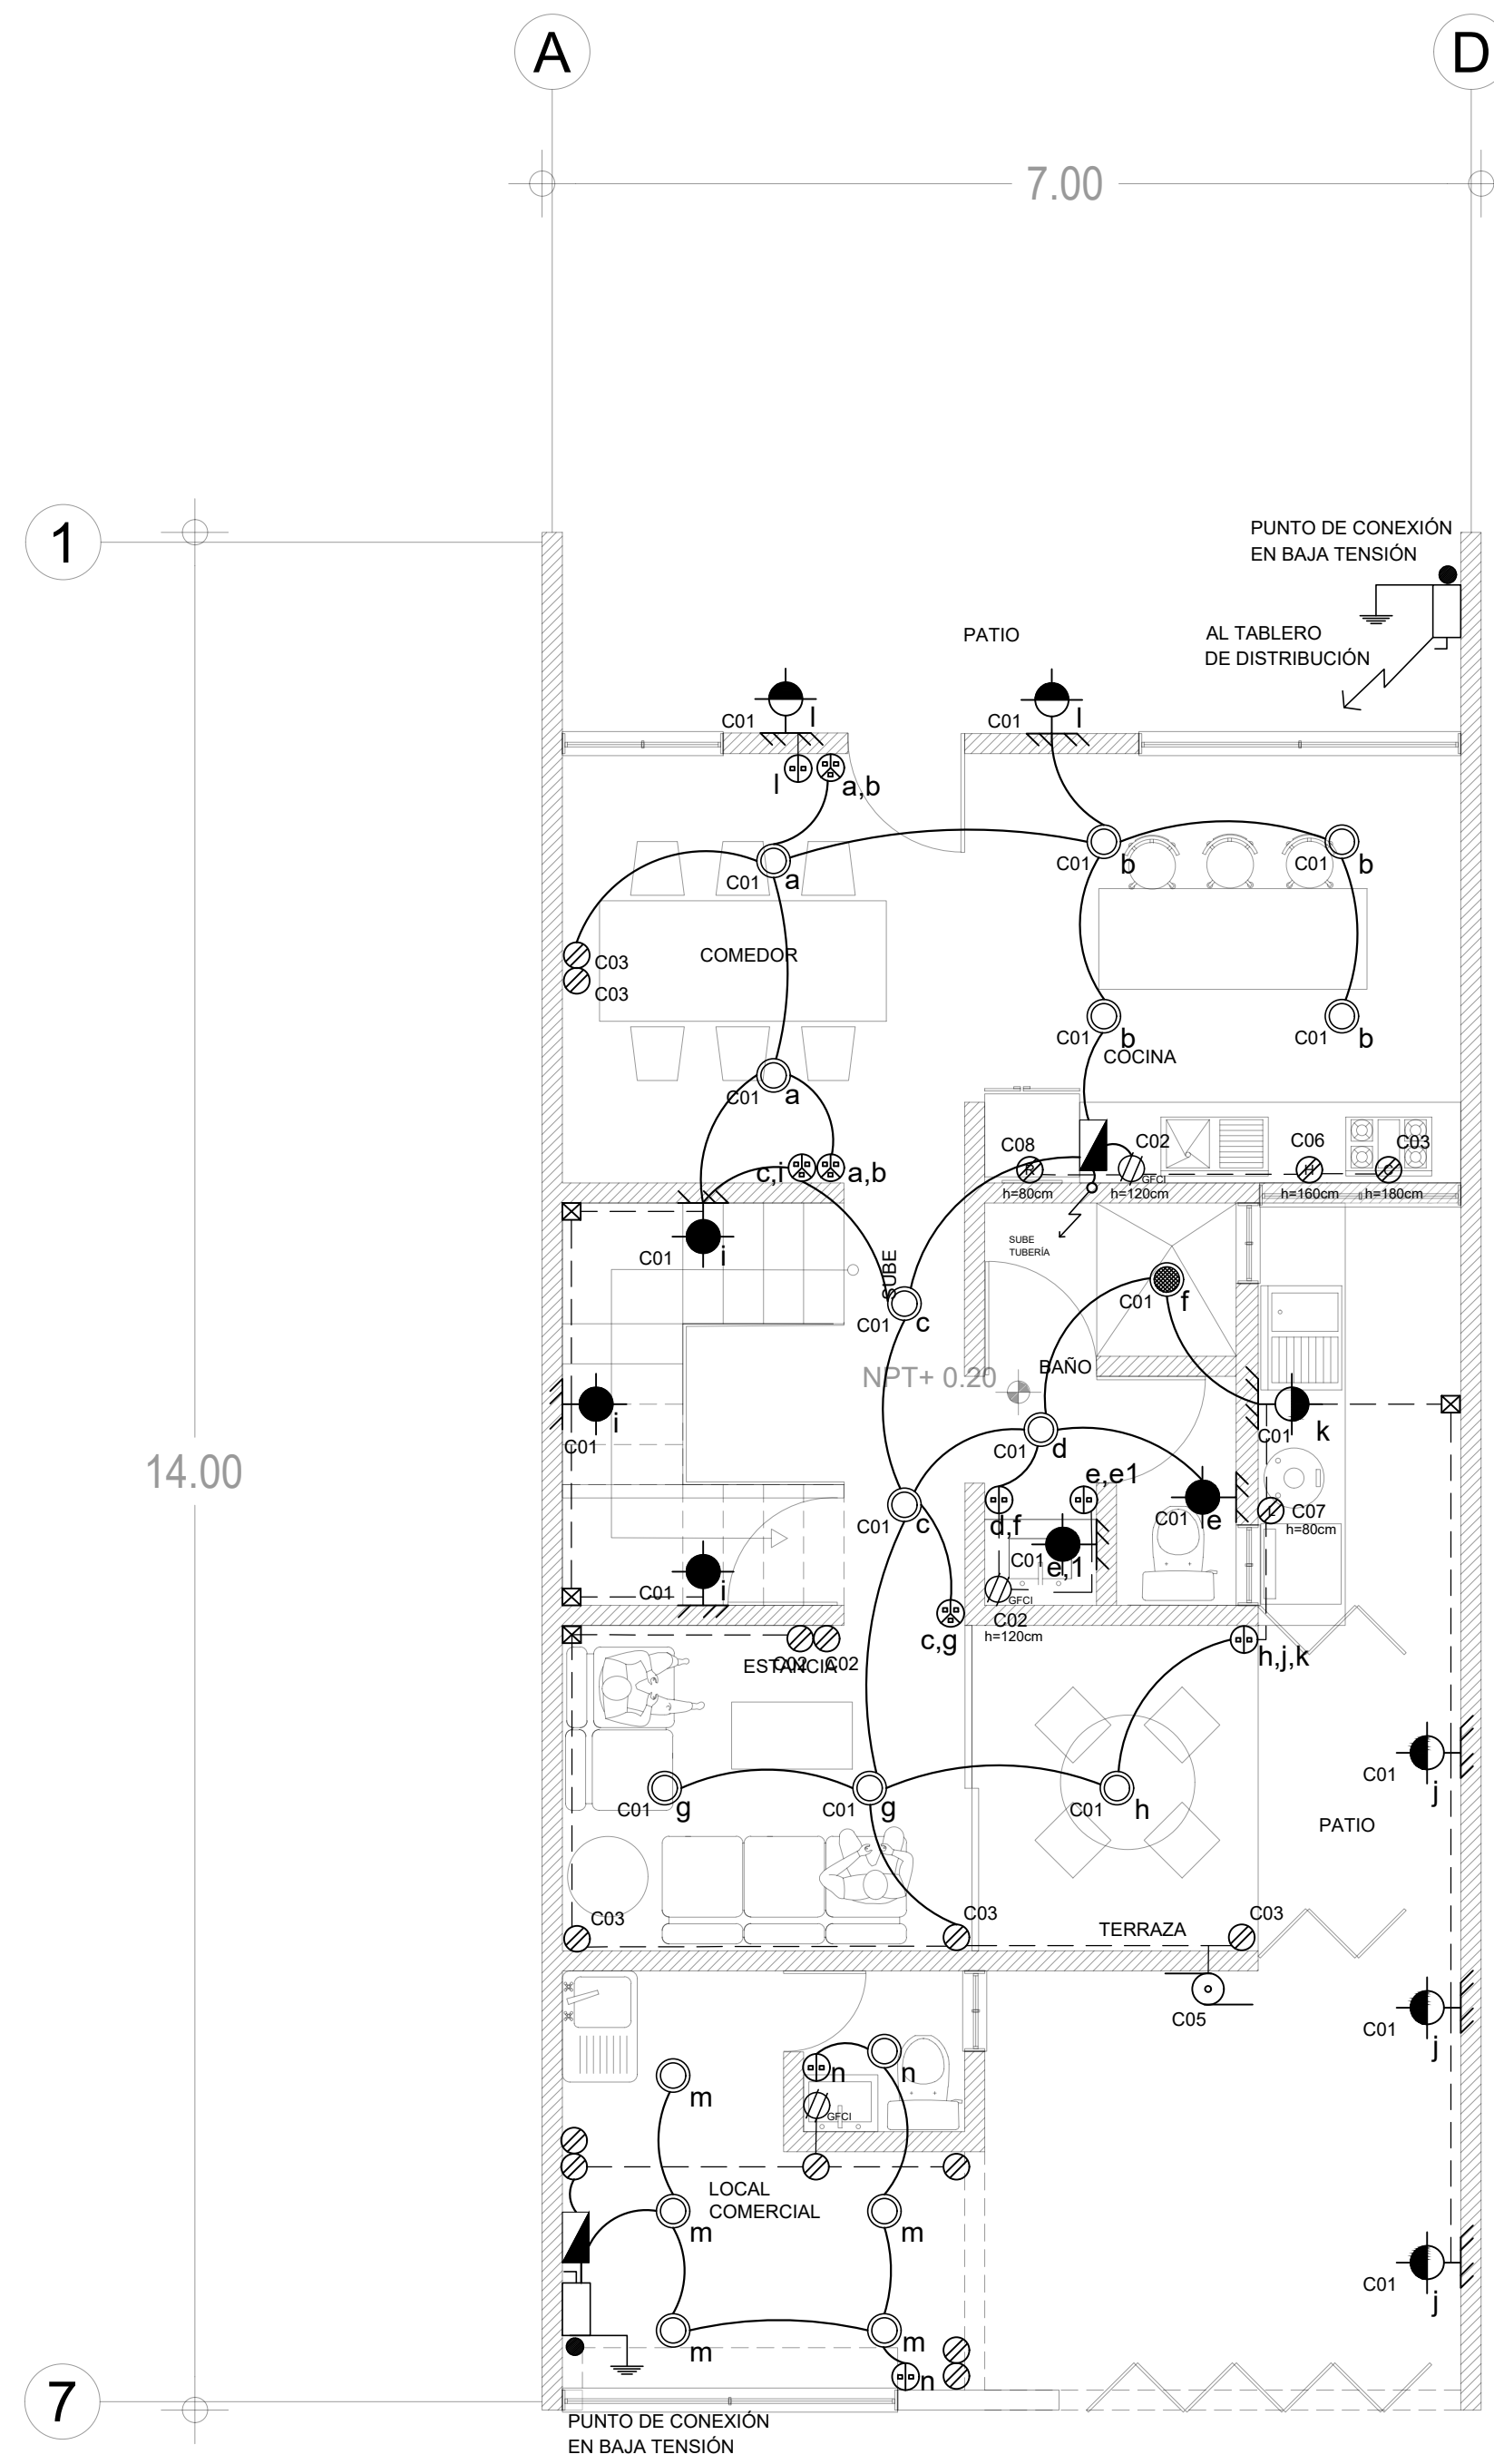 A
D
7.00
1
PUNTO DE CONEXIÓN
EN BAJA TENSIÓN
PATIO
AL TABLERO
DE DISTRIBUCIÓN
C01
l
C01
l
l
a,b
C01
a
C01
b
C01
b
COMEDOR
C03
C03
C01
b
C01
b
COCINA
C01
a
C08
C02
C06
C03
c,i
a,b
R
H
C
GFCI
h=80cm
h=120cm
h=160cm
h=180cm
SUBE
TUBERÍA
C01
i
SUBE
C01
f
C01
c
BAÑO
NPT+ 0.20
C01
i
C01
k
14.00
C01
d
e,e1
C01
c
d,f
C01
e
L
C07
h=80cm
C01
e,1
C01
i
GFCI
C02
h=120cm
c,g
h,j,k
C02
C02
ESTANCIA
C01
j
C01
g
C01
g
C01
h
PATIO
C03
C03
TERRAZA
C03
C05
C01
j
n
n
GFCI
m
LOCAL
COMERCIAL
m
m
C01
j
m
m
n
7
PUNTO DE CONEXIÓN
EN BAJA TENSIÓN